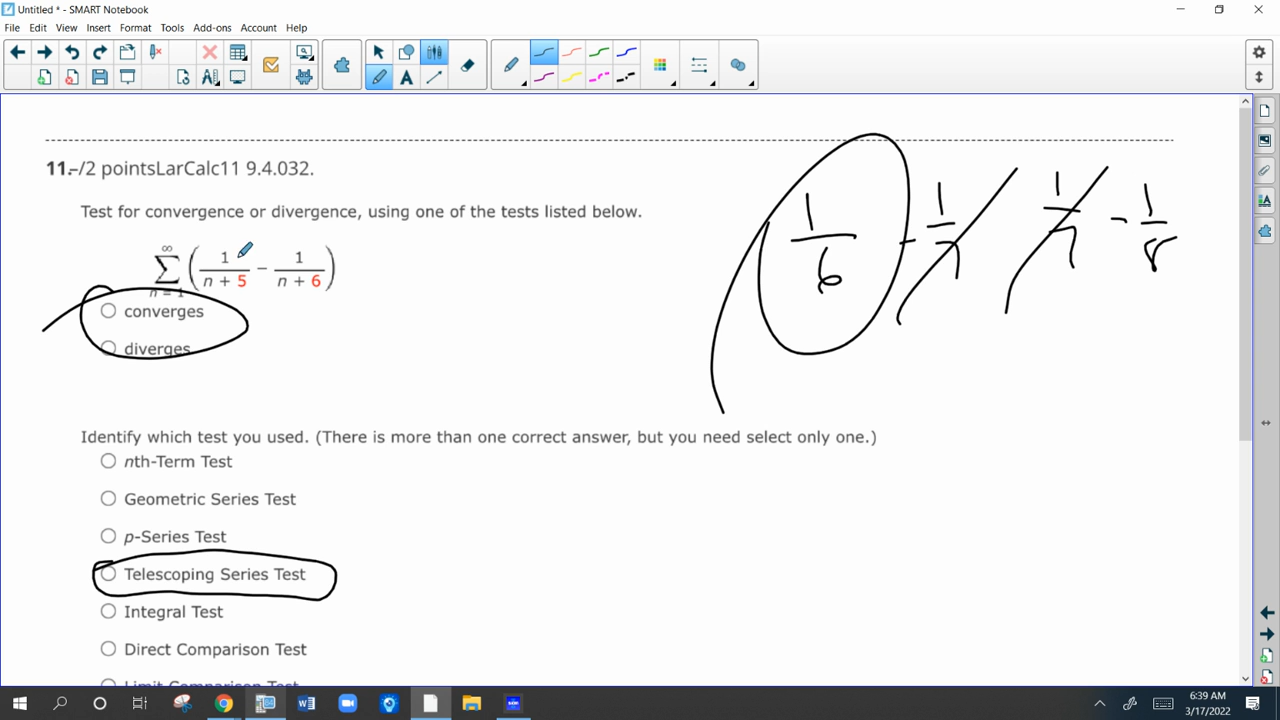 Untitled * - SMART Notebook
File Edit View Insert Format Tools Add-ons Account Help
11.-/2 pointsLarCalc11 9.4.032.
Test for convergence or divergence, using one of the tests listed below.
∞
∑ ( 1/(n + 5) − 1/(n + 6) )
n = 1
1/6 - 1/7 1/7 - 1/8
converges
diverges
Identify which test you used. (There is more than one correct answer, but you need select only one.)
nth-Term Test
Geometric Series Test
p-Series Test
Telescoping Series Test
Integral Test
Direct Comparison Test
Limit Comparison Test
6:39 AM
3/17/2022